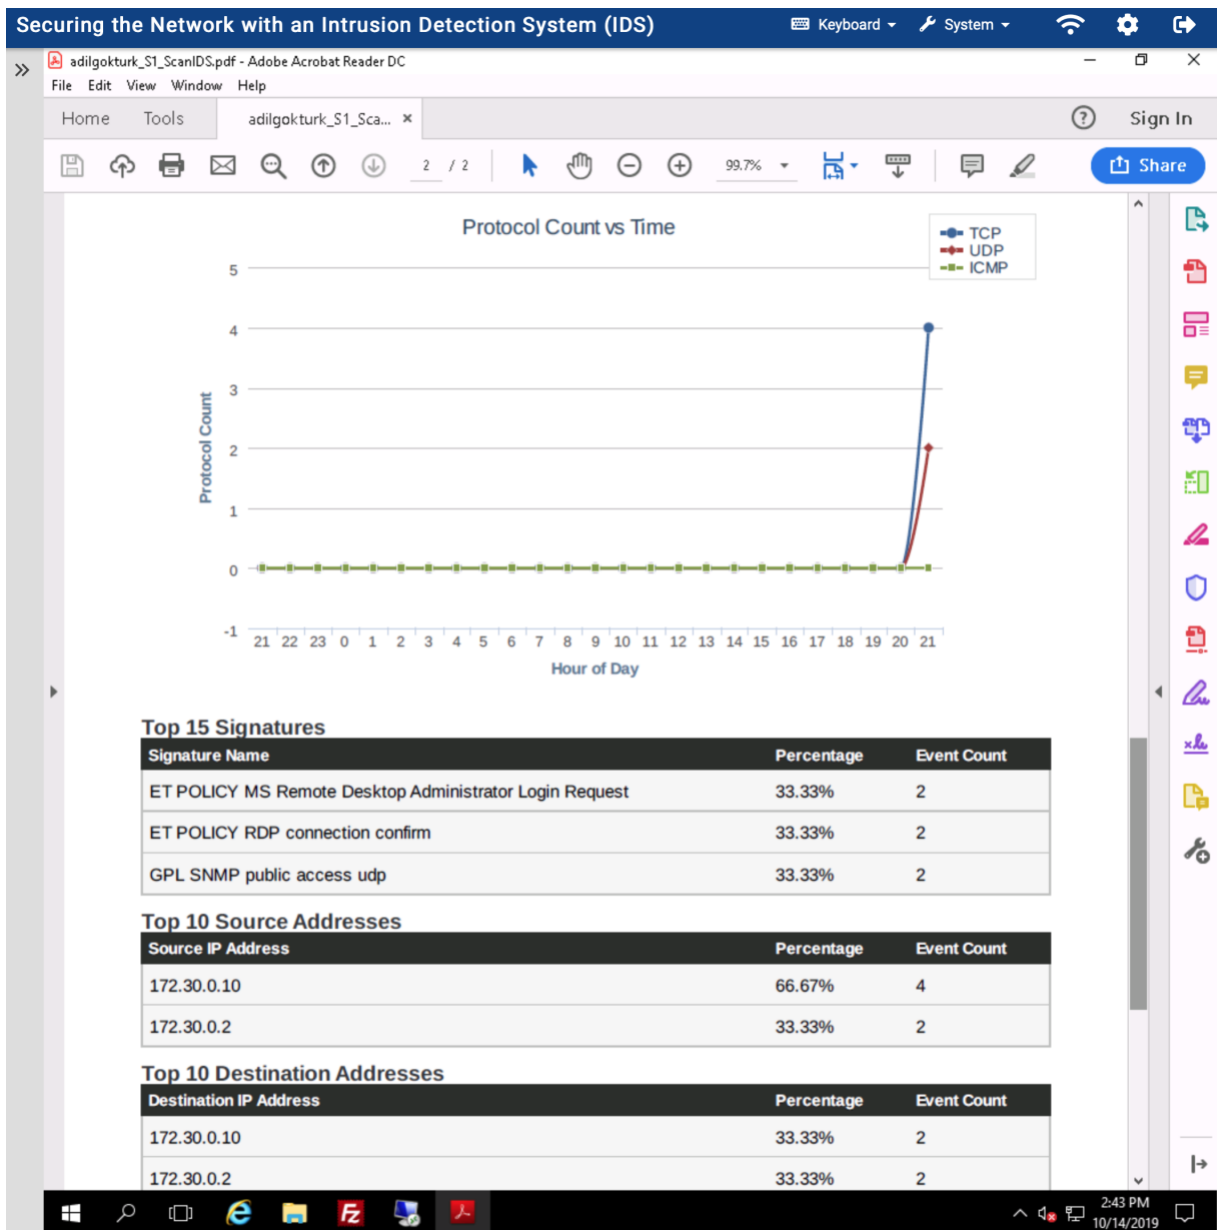 Securing the Network with an Intrusion Detection System (IDS) Keyboard System
adilgokturk_S1_ScanIDS.pdf - Adobe Acrobat Reader DC
File Edit View Window Help
Home Tools adilgokturk_S1_Sca... × Sign In
2 / 2 99.7% Share
Protocol Count vs Time
TCP
UDP
ICMP
5
4
3
2
1
0
-1
Protocol Count
21 22 23 0 1 2 3 4 5 6 7 8 9 10 11 12 13 14 15 16 17 18 19 20 21
Hour of Day
Top 15 Signatures
Signature Name Percentage Event Count
ET POLICY MS Remote Desktop Administrator Login Request 33.33% 2
ET POLICY RDP connection confirm 33.33% 2
GPL SNMP public access udp 33.33% 2
Top 10 Source Addresses
Source IP Address Percentage Event Count
172.30.0.10 66.67% 4
172.30.0.2 33.33% 2
Top 10 Destination Addresses
Destination IP Address Percentage Event Count
172.30.0.10 33.33% 2
172.30.0.2 33.33% 2
2:43 PM
10/14/2019